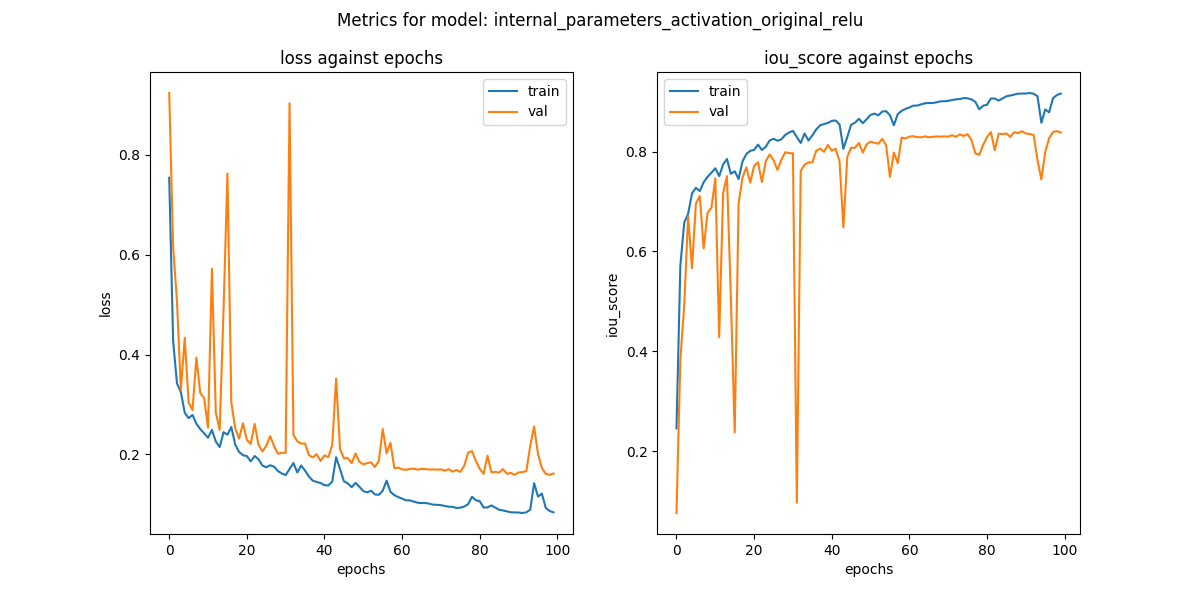 Metrics for model: internal_parameters_activation_original_relu
loss against epochs
iou_score against epochs
train
val
train
val
loss
0.8
0.6
0.4
0.2
0 20 40 60 80 100
epochs
iou_score
0.8
0.6
0.4
0.2
0 20 40 60 80 100
epochs